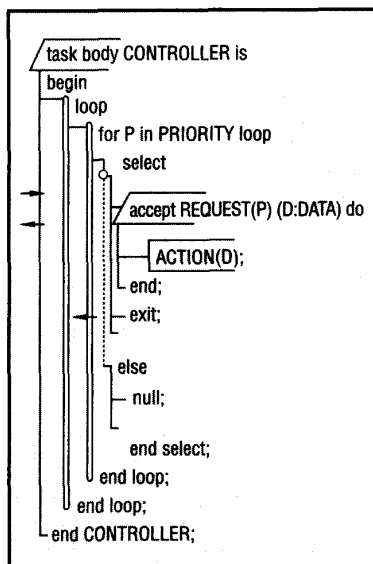 task body CONTROLLER is
begin
loop
for P in PRIORITY loop
select
accept REQUEST(P) (D:DATA) do
ACTION(D);
end;
exit;
else
null;
end select;
end loop;
end loop;
end CONTROLLER;